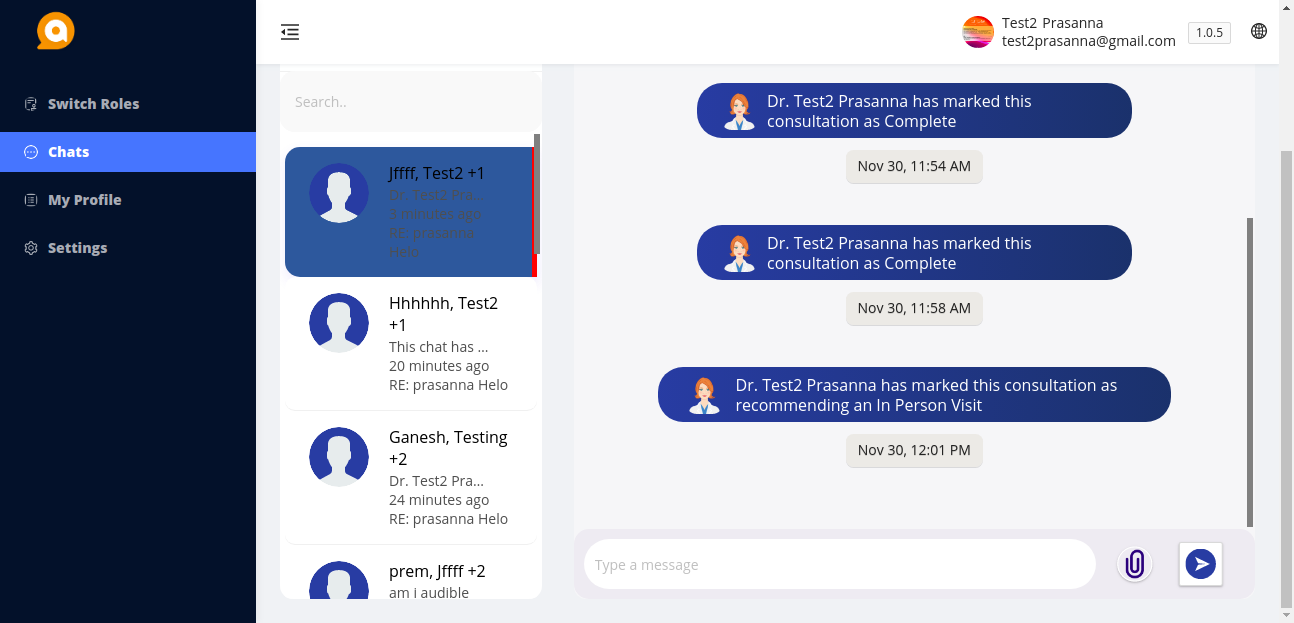 Test2 Prasanna
test2prasanna@gmail.com
1.0.5
Switch Roles
Chats
My Profile
Settings
Search..
Jffff, Test2 +1
Dr. Test2 Pra...
3 minutes ago
RE: prasanna
Helo
Hhhhhh, Test2
+1
This chat has ...
20 minutes ago
RE: prasanna Helo
Ganesh, Testing
+2
Dr. Test2 Pra...
24 minutes ago
RE: prasanna Helo
prem, Jffff +2
am i audible
Dr. Test2 Prasanna has marked this
consultation as Complete
Nov 30, 11:54 AM
Dr. Test2 Prasanna has marked this
consultation as Complete
Nov 30, 11:58 AM
Dr. Test2 Prasanna has marked this consultation as
recommending an In Person Visit
Nov 30, 12:01 PM
Type a message